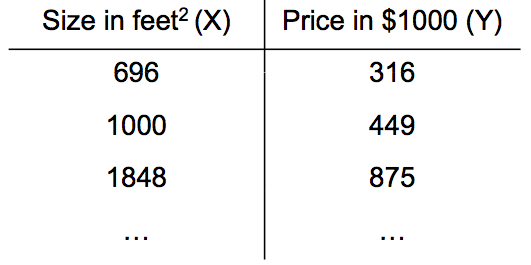 Size in feet² (X) Price in $1000 (Y)
696 316
1000 449
1848 875
... ...